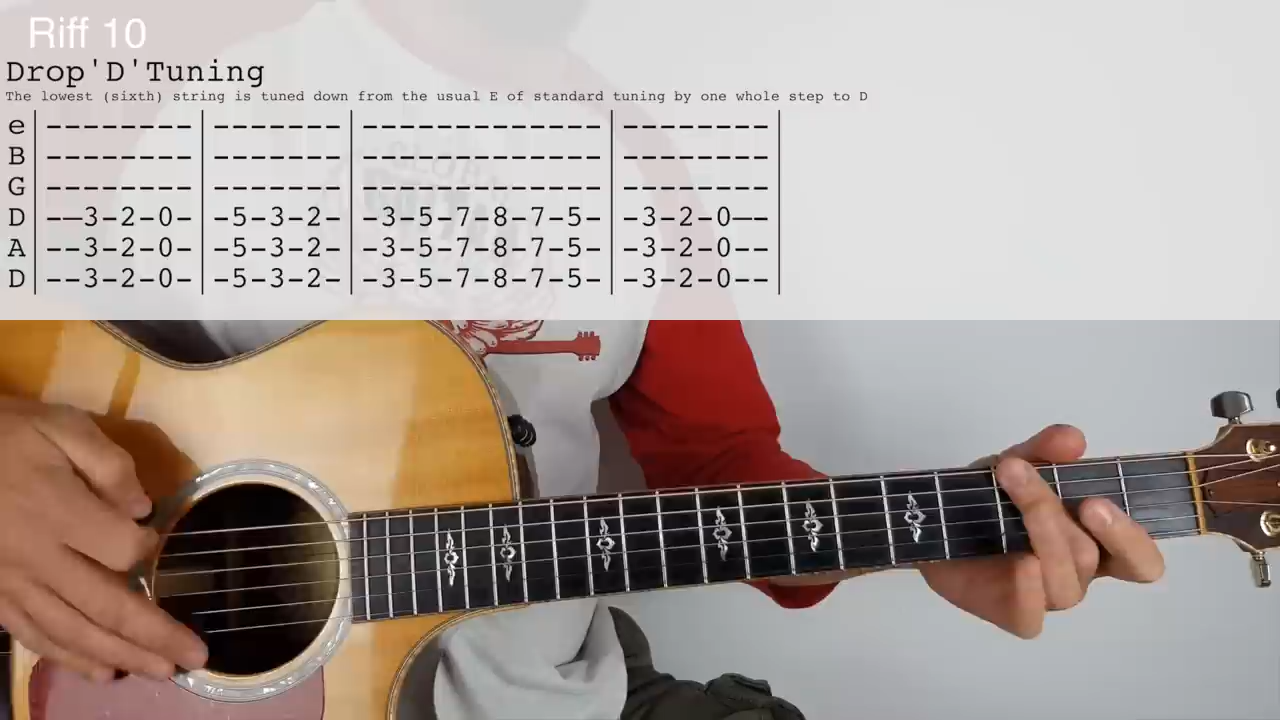 Riff 10
Drop'D'Tuning
The lowest (sixth) string is tuned down from the usual E of standard tuning by one whole step to D
e|--------|-------|-------------|--------|
B|--------|-------|-------------|--------|
G|--------|-------|-------------|--------|
D|-—3-2-0-|-5-3-2-|-3-5-7-8-7-5-|-3-2-0—-|
A|--3-2-0-|-5-3-2-|-3-5-7-8-7-5-|-3-2-0--|
D|--3-2-0-|-5-3-2-|-3-5-7-8-7-5-|-3-2-0--|